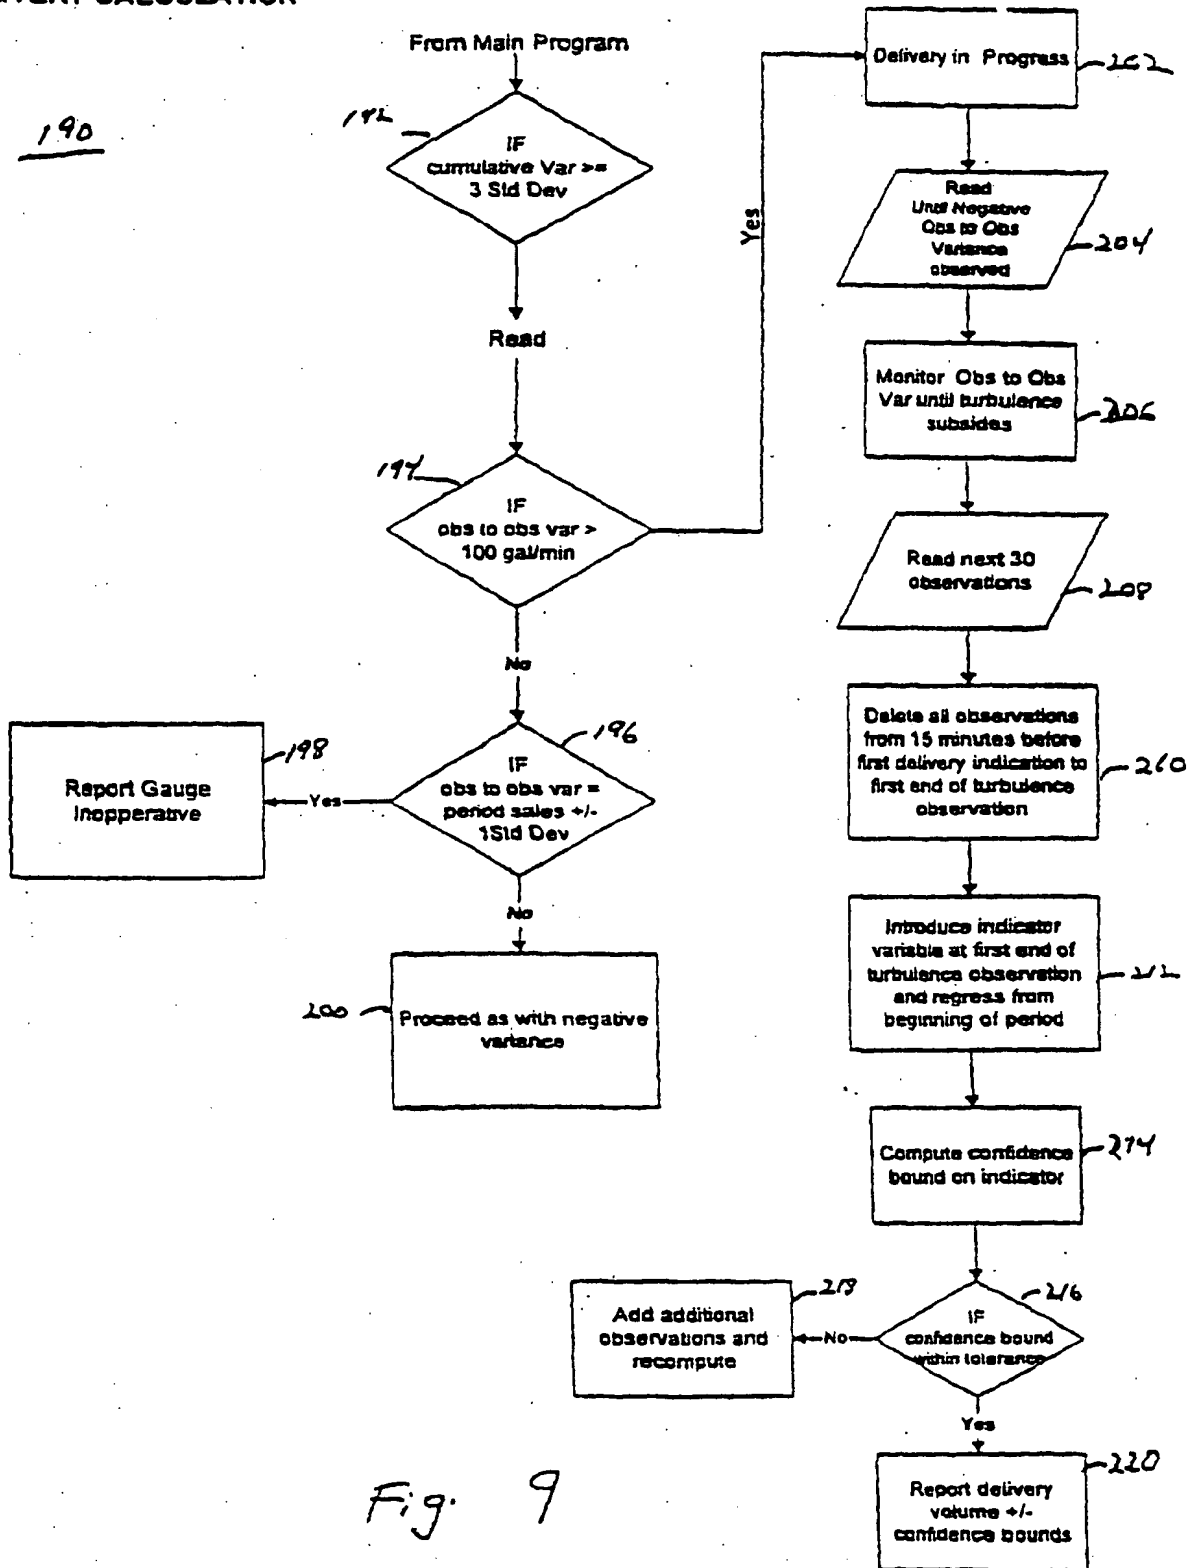 CALCULATION
190
From Main Program
192
IF
cumulative Var >=
3 Std Dev
Read
194
IF
obs to obs var >
100 gal/min
Yes
No
196
IF
obs to obs var =
period sales +/-
1Std Dev
Yes
198
Report Gauge
Inoperative
No
200
Proceed as with negative
variance
Delivery in Progress
202
Read
Until Negative
Obs to Obs
Variance
observed
204
Monitor Obs to Obs
Var until turbulence
subsides
206
Read next 30
observations
208
Delete all observations
from 15 minutes before
first delivery indication to
first end of turbulence
observation
210
Introduce indicator
variable at first end of
turbulence observation
and regress from
beginning of period
212
Compute confidence
bound on indicator
214
IF
confidence bound
within tolerance
216
No
Add additional
observations and
recompute
218
Yes
Report delivery
volume +/-
confidence bounds
220
Fig. 9